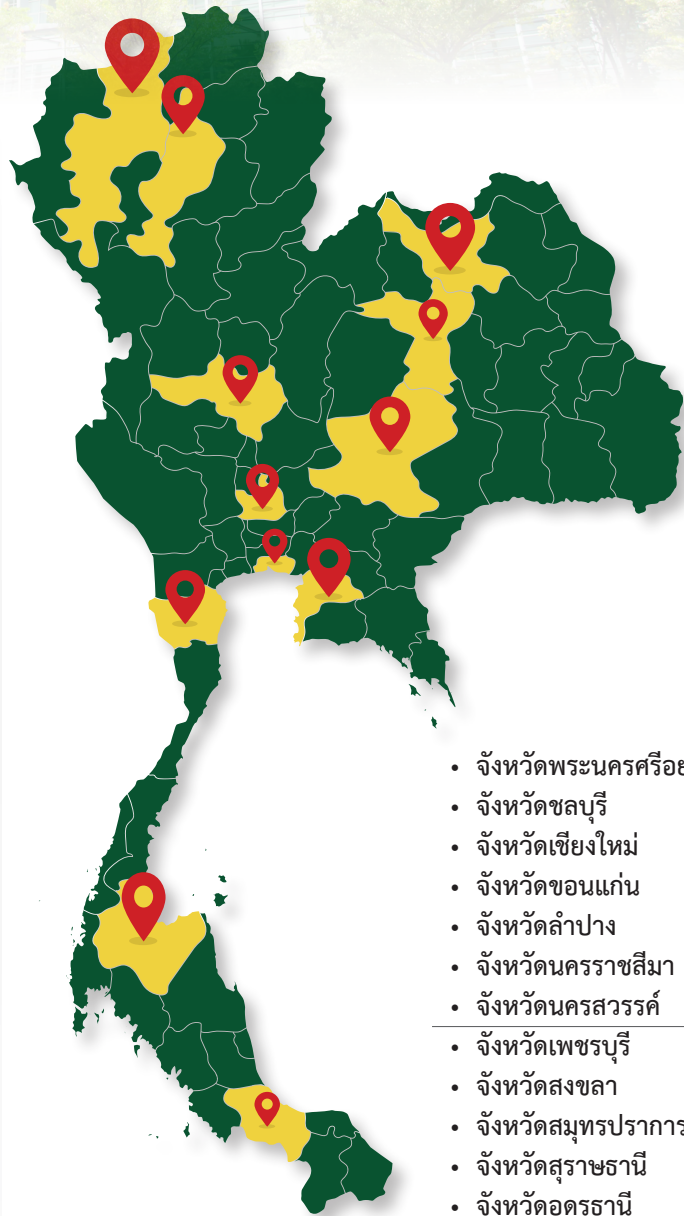 • จังหวัดพระนครศรีอย
• จังหวัดชลบุรี
• จังหวัดเชียงใหม่
• จังหวัดขอนแก่น
• จังหวัดลำปาง
• จังหวัดนครราชสีมา
• จังหวัดนครสวรรค์
• จังหวัดเพชรบุรี
• จังหวัดสงขลา
• จังหวัดสมุทรปราการ
• จังหวัดสุราษธานี
• จังหวัดอุดรธานี